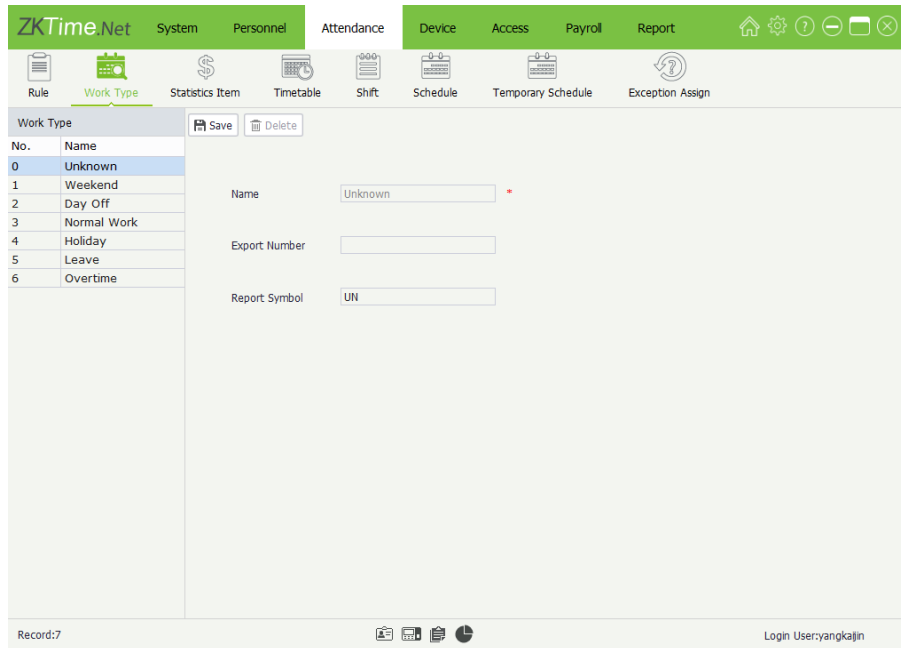 ZKTime.Net System Personnel Attendance Device Access Payroll Report
Rule Work Type Statistics Item Timetable Shift Schedule Temporary Schedule Exception Assign
Work Type Save Delete
No. Name
0 Unknown
1 Weekend
2 Day Off
3 Normal Work
4 Holiday
5 Leave
6 Overtime
Name Unknown *
Export Number
Report Symbol UN
Record:7 Login User:yangkaijin